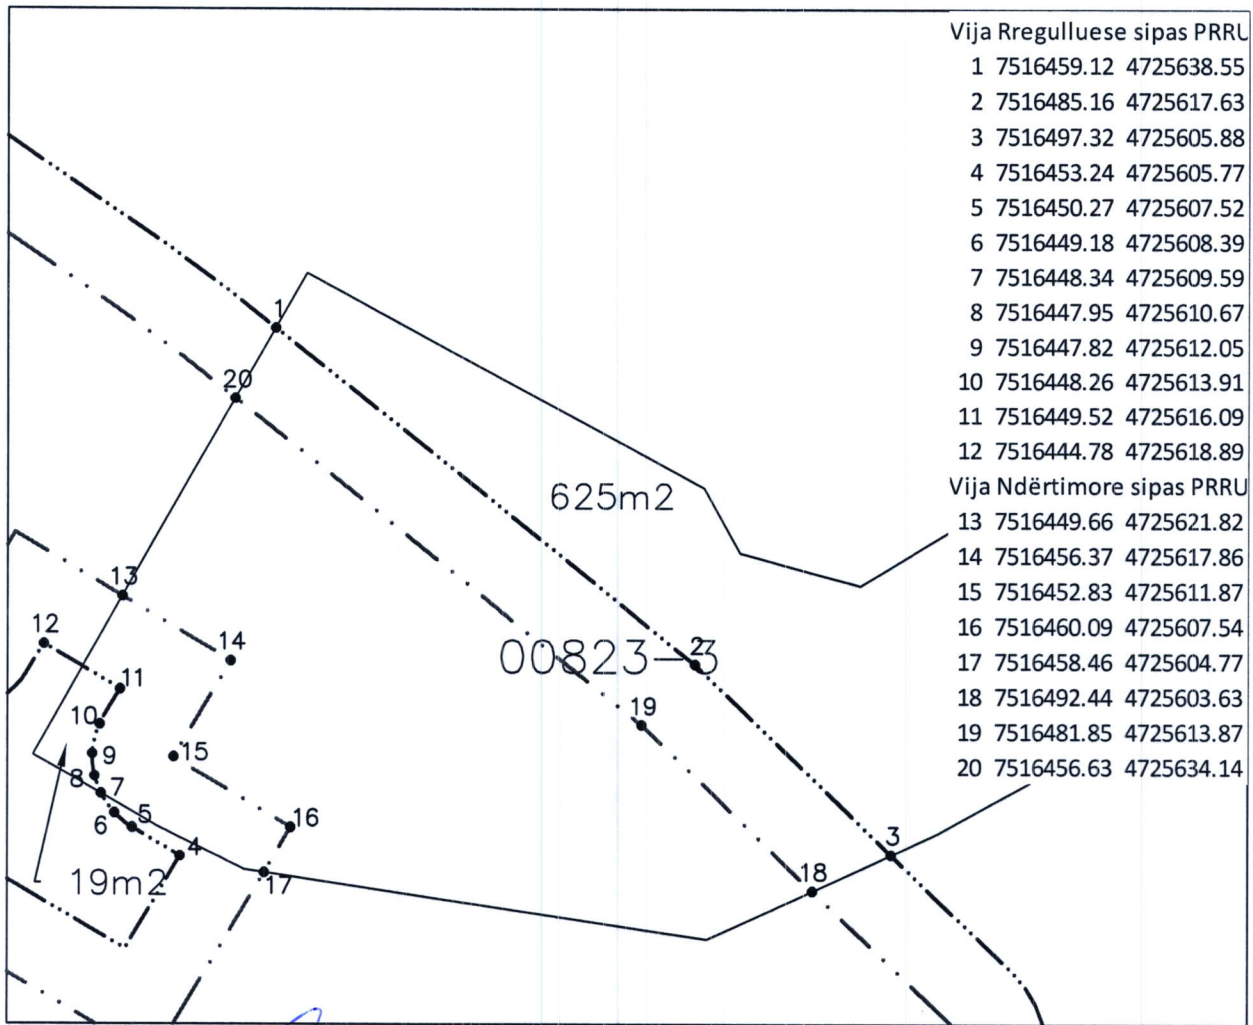 Vija Rregulluese sipas PRRU
1 7516459.12 4725638.55
2 7516485.16 4725617.63
3 7516497.32 4725605.88
4 7516453.24 4725605.77
5 7516450.27 4725607.52
6 7516449.18 4725608.39
7 7516448.34 4725609.59
8 7516447.95 4725610.67
9 7516447.82 4725612.05
10 7516448.26 4725613.91
11 7516449.52 4725616.09
12 7516444.78 4725618.89
Vija Ndërtimore sipas PRRU
13 7516449.66 4725621.82
14 7516456.37 4725617.86
15 7516452.83 4725611.87
16 7516460.09 4725607.54
17 7516458.46 4725604.77
18 7516492.44 4725603.63
19 7516481.85 4725613.87
20 7516456.63 4725634.14
1
20
625m2
13
12
14
00823-3
2
11
10
19
9
15
8
7
6
5
16
4
3
19m2
17
18